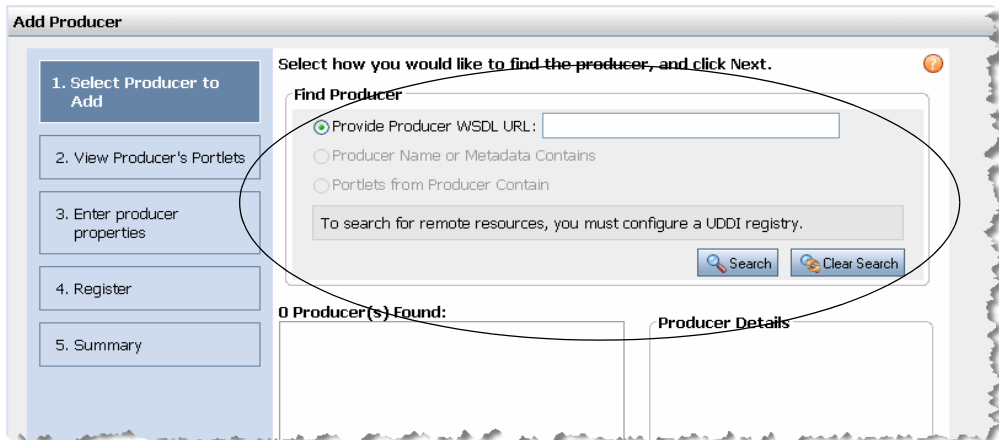 Add Producer
1. Select Producer to
Add
2. View Producer's Portlets
3. Enter producer
properties
4. Register
5. Summary
Select how you would like to find the producer, and click Next.
?
Find Producer
Provide Producer WSDL URL:
Producer Name or Metadata Contains
Portlets from Producer Contain
To search for remote resources, you must configure a UDDI registry.
Search
Clear Search
0 Producer(s) Found:
Producer Details